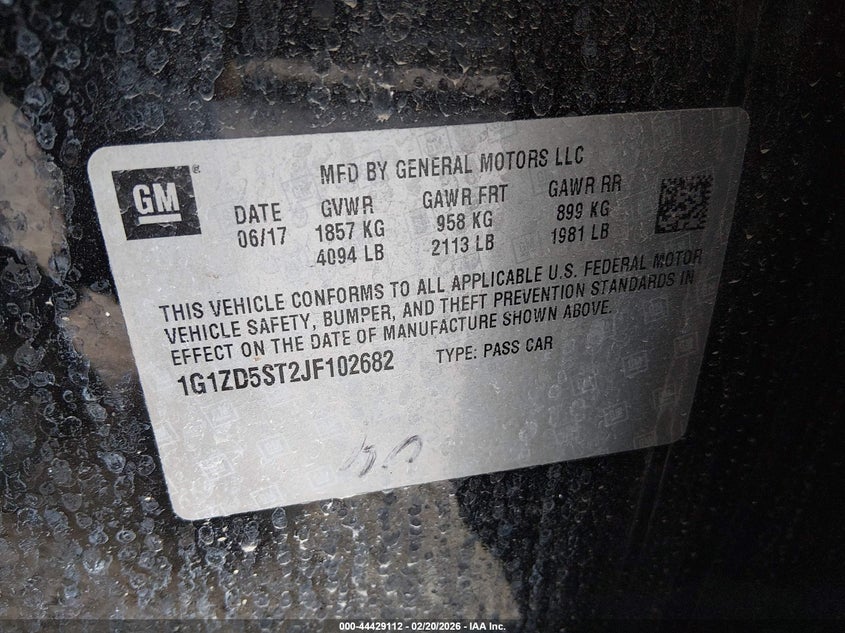 GM
®
MFD BY GENERAL MOTORS LLC
DATE GVWR GAWR FRT GAWR RR
06/17 1857 KG 958 KG 899 KG
4094 LB 2113 LB 1981 LB
THIS VEHICLE CONFORMS TO ALL APPLICABLE U.S. FEDERAL MOTOR
VEHICLE SAFETY, BUMPER, AND THEFT PREVENTION STANDARDS IN
EFFECT ON THE DATE OF MANUFACTURE SHOWN ABOVE.
1G1ZD5ST2JF102682 TYPE: PASS CAR
000-44429112 - 02/20/2026 - IAA Inc.